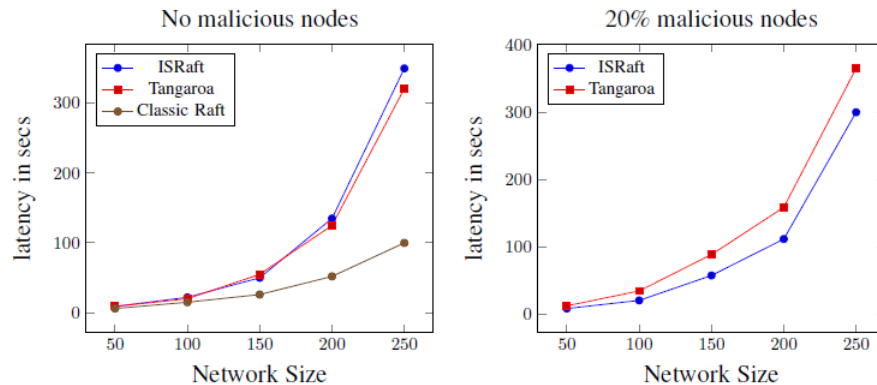 No malicious nodes
ISRaft
Tangaroa
Classic Raft
300
200
100
0
50 100 150 200 250
latency in secs
Network Size
20% malicious nodes
ISRaft
Tangaroa
400
300
200
100
0
50 100 150 200 250
latency in secs
Network Size